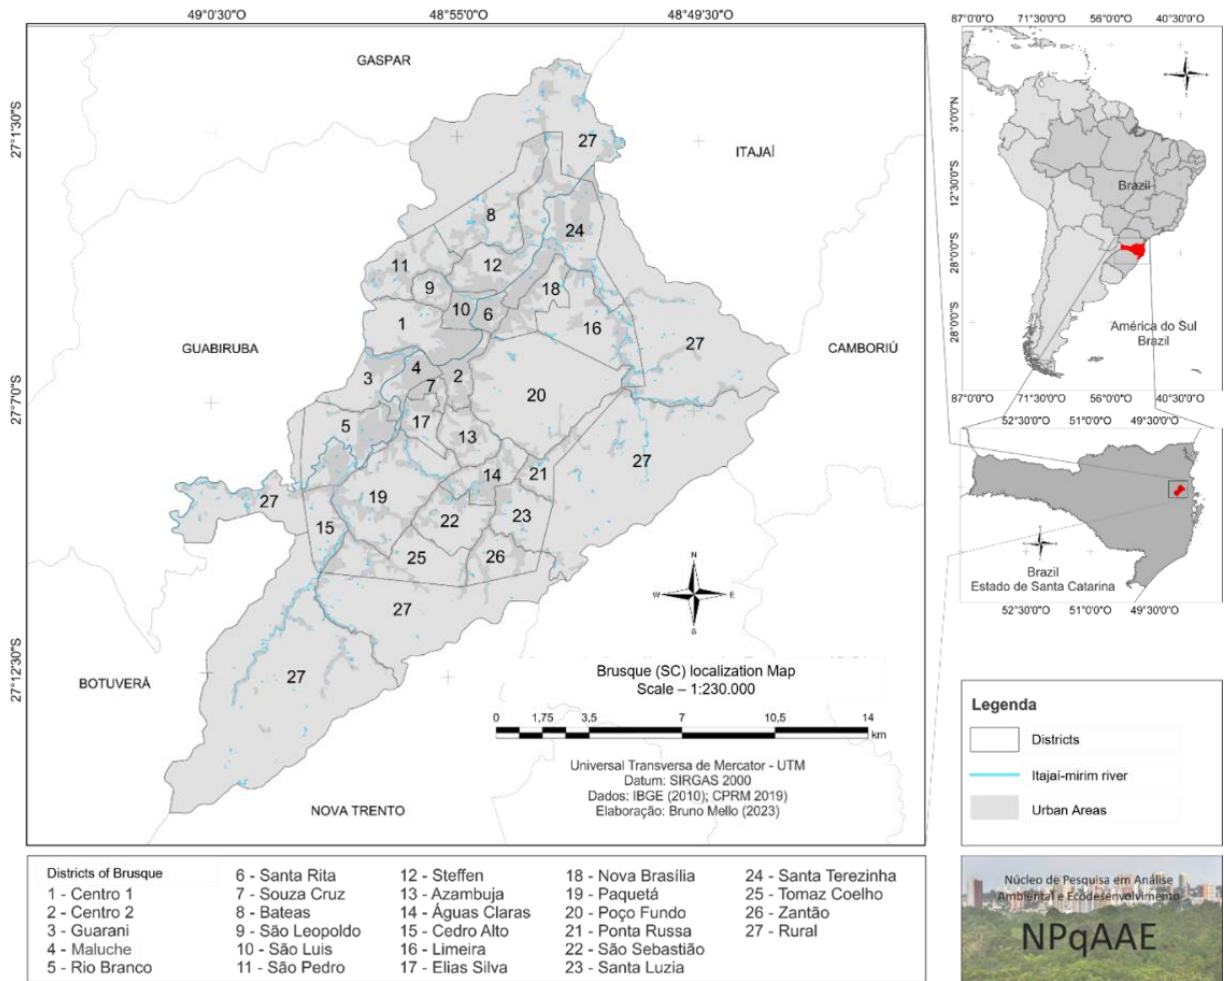 49°0'30"O 48°55'0"O 48°49'30"O
27°1'30"S
27°7'0"S
27°12'30"S
GASPAR
ITAJAÍ
GUABIRUBA
CAMBORIÚ
BOTUVERÁ
NOVA TRENTO
27
8
24
11
12
9
18
10
6
1
16
27
4
3
2
7
20
17
5
13
27
14
21
27
19
15
22
23
25
26
27
27
N
W E
S
Brusque (SC) localization Map
Scale – 1:230.000
0 1,75 3,5 7 10,5 14
km
Universal Transversa de Mercator - UTM
Datum: SIRGAS 2000
Dados: IBGE (2010); CPRM 2019)
Elaboração: Bruno Mello (2023)
87°0'0"O 71°30'0"O 56°0'0"O 40°30'0"O
3°0'0"N
12°30'0"S
28°0'0"S
28°0'0"S
Brazil
América do Sul
Brazil
87°0'0"O 71°30'0"O 56°0'0"O 40°30'0"O
52°30'0"O 51°0'0"O 49°30'0"O
Brazil
Estado de Santa Catarina
52°30'0"O 51°0'0"O 49°30'0"O
Legenda
Districts
Itajaí-mirim river
Urban Areas
Districts of Brusque
1 - Centro 1
2 - Centro 2
3 - Guarani
4 - Maluche
5 - Rio Branco
6 - Santa Rita
7 - Souza Cruz
8 - Bateas
9 - São Leopoldo
10 - São Luis
11 - São Pedro
12 - Steffen
13 - Azambuja
14 - Águas Claras
15 - Cedro Alto
16 - Limeira
17 - Elias Silva
18 - Nova Brasília
19 - Paquetá
20 - Poço Fundo
21 - Ponta Russa
22 - São Sebastião
23 - Santa Luzia
24 - Santa Terezinha
25 - Tomaz Coelho
26 - Zantão
27 - Rural
Núcleo de Pesquisa em Análise
Ambiental e Ecodesenvolvimento
NPqAAE